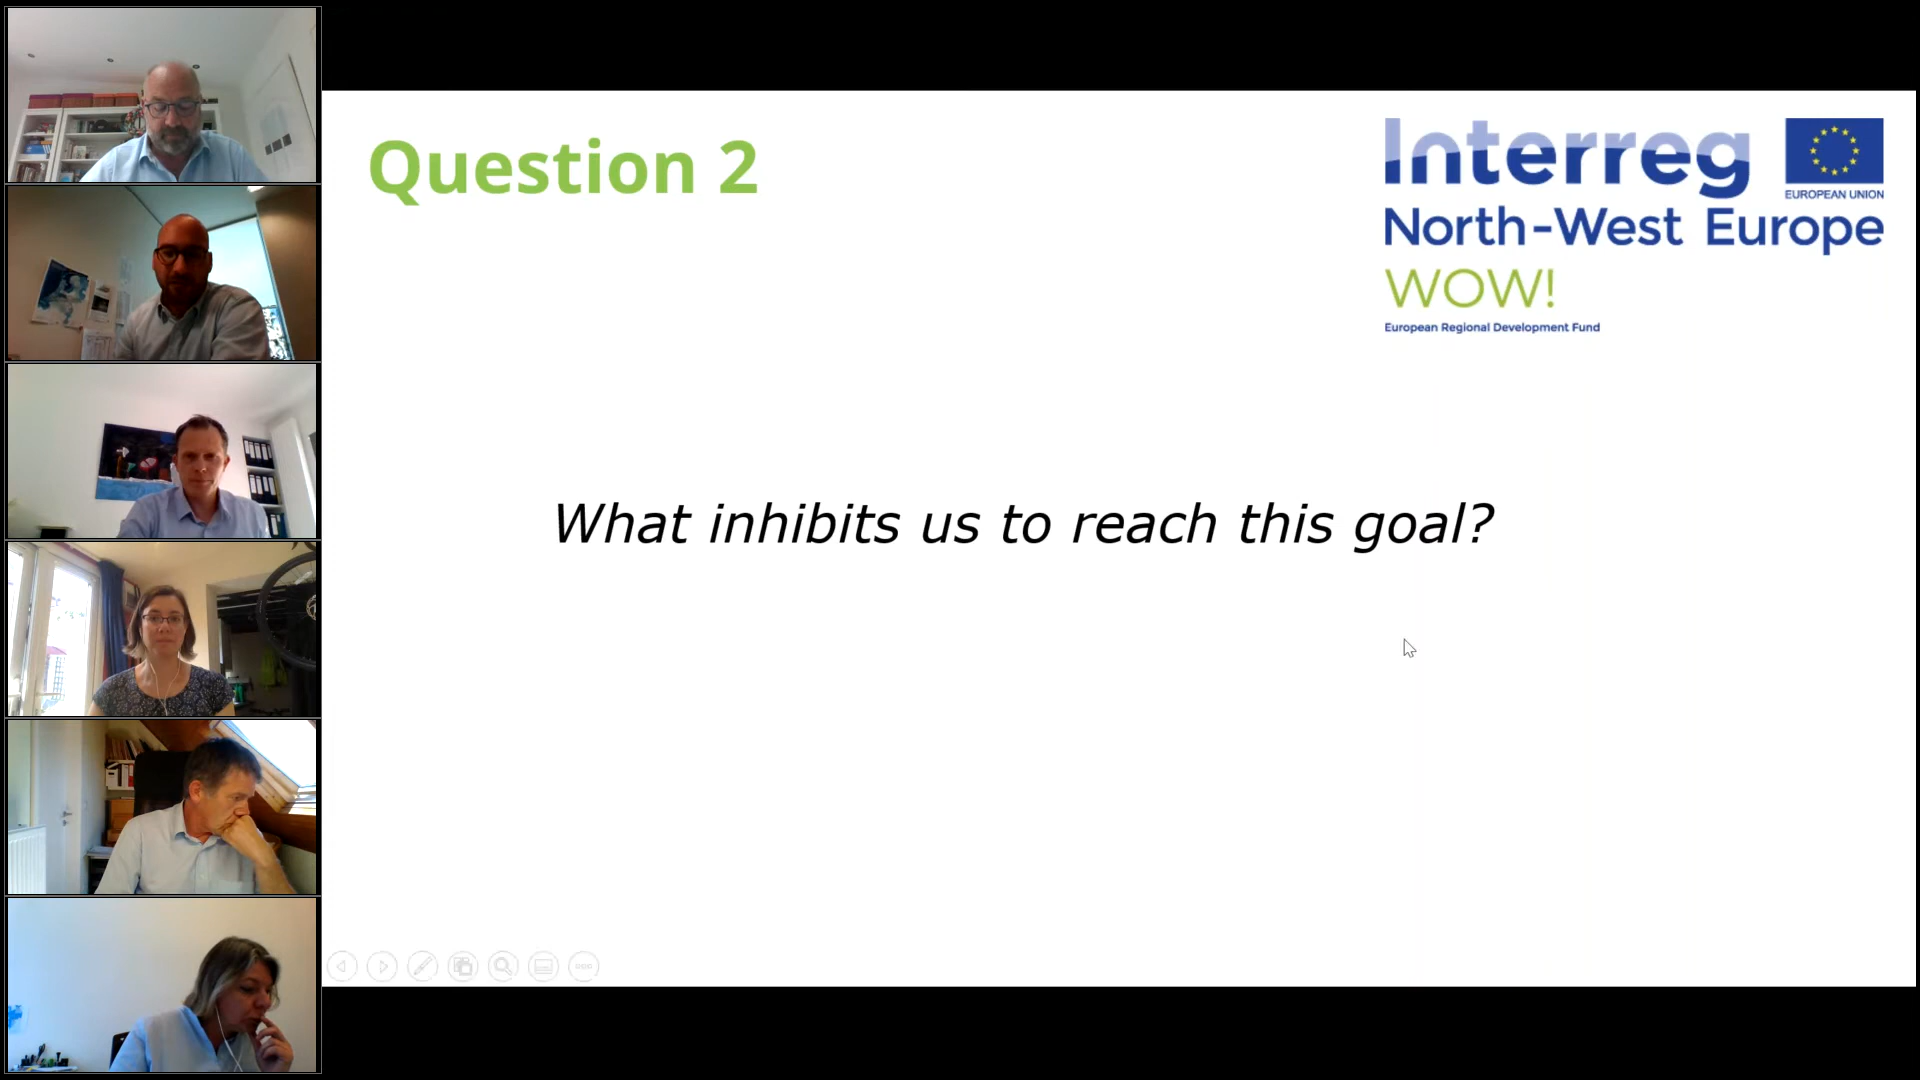 Question 2
Interreg
EUROPEAN UNION
North-West Europe
WOW!
European Regional Development Fund
What inhibits us to reach this goal?